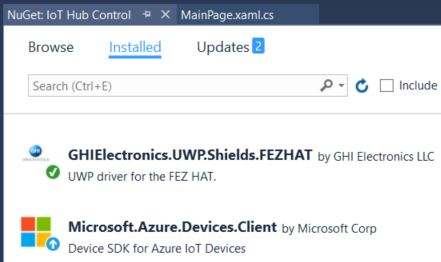 NuGet: IoT Hub Control MainPage.xaml.cs
Browse Installed Updates 2
Search (Ctrl+E) Include
GHIElectronics.UWP.Shields.FEZHAT by GHI Electronics LLC
UWP driver for the FEZ HAT.
Microsoft.Azure.Devices.Client by Microsoft Corp
Device SDK for Azure IoT Devices